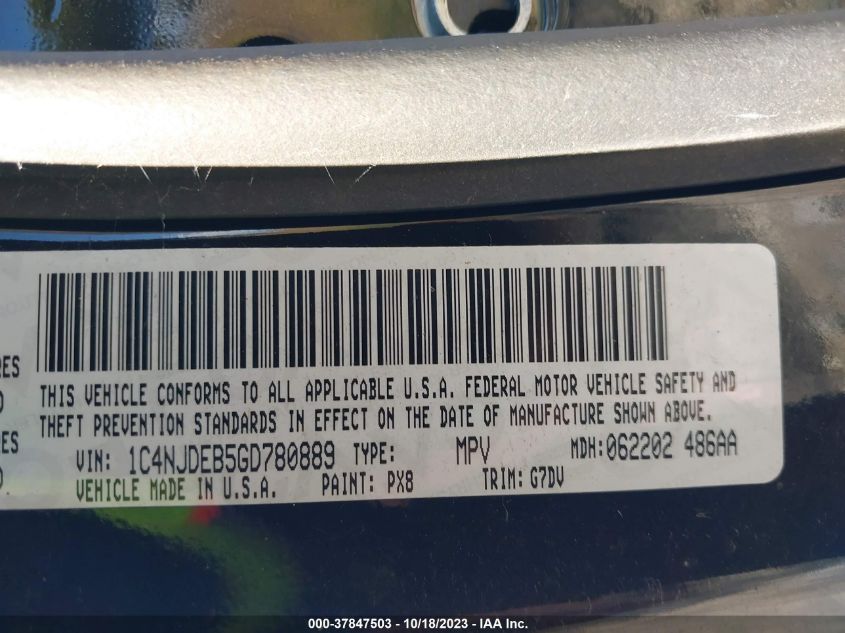 RES
THIS VEHICLE CONFORMS TO ALL APPLICABLE U.S.A. FEDERAL MOTOR VEHICLE SAFETY AND
THEFT PREVENTION STANDARDS IN EFFECT ON THE DATE OF MANUFACTURE SHOWN ABOVE.
RES
VIN: 1C4NJDEB5GD780889 TYPE: MPV MDH: 062202 486AA
VEHICLE MADE IN U.S.A. PAINT: PX8 TRIM: G7DV
000-37847503 | 10/18/2023 - IAA Inc.